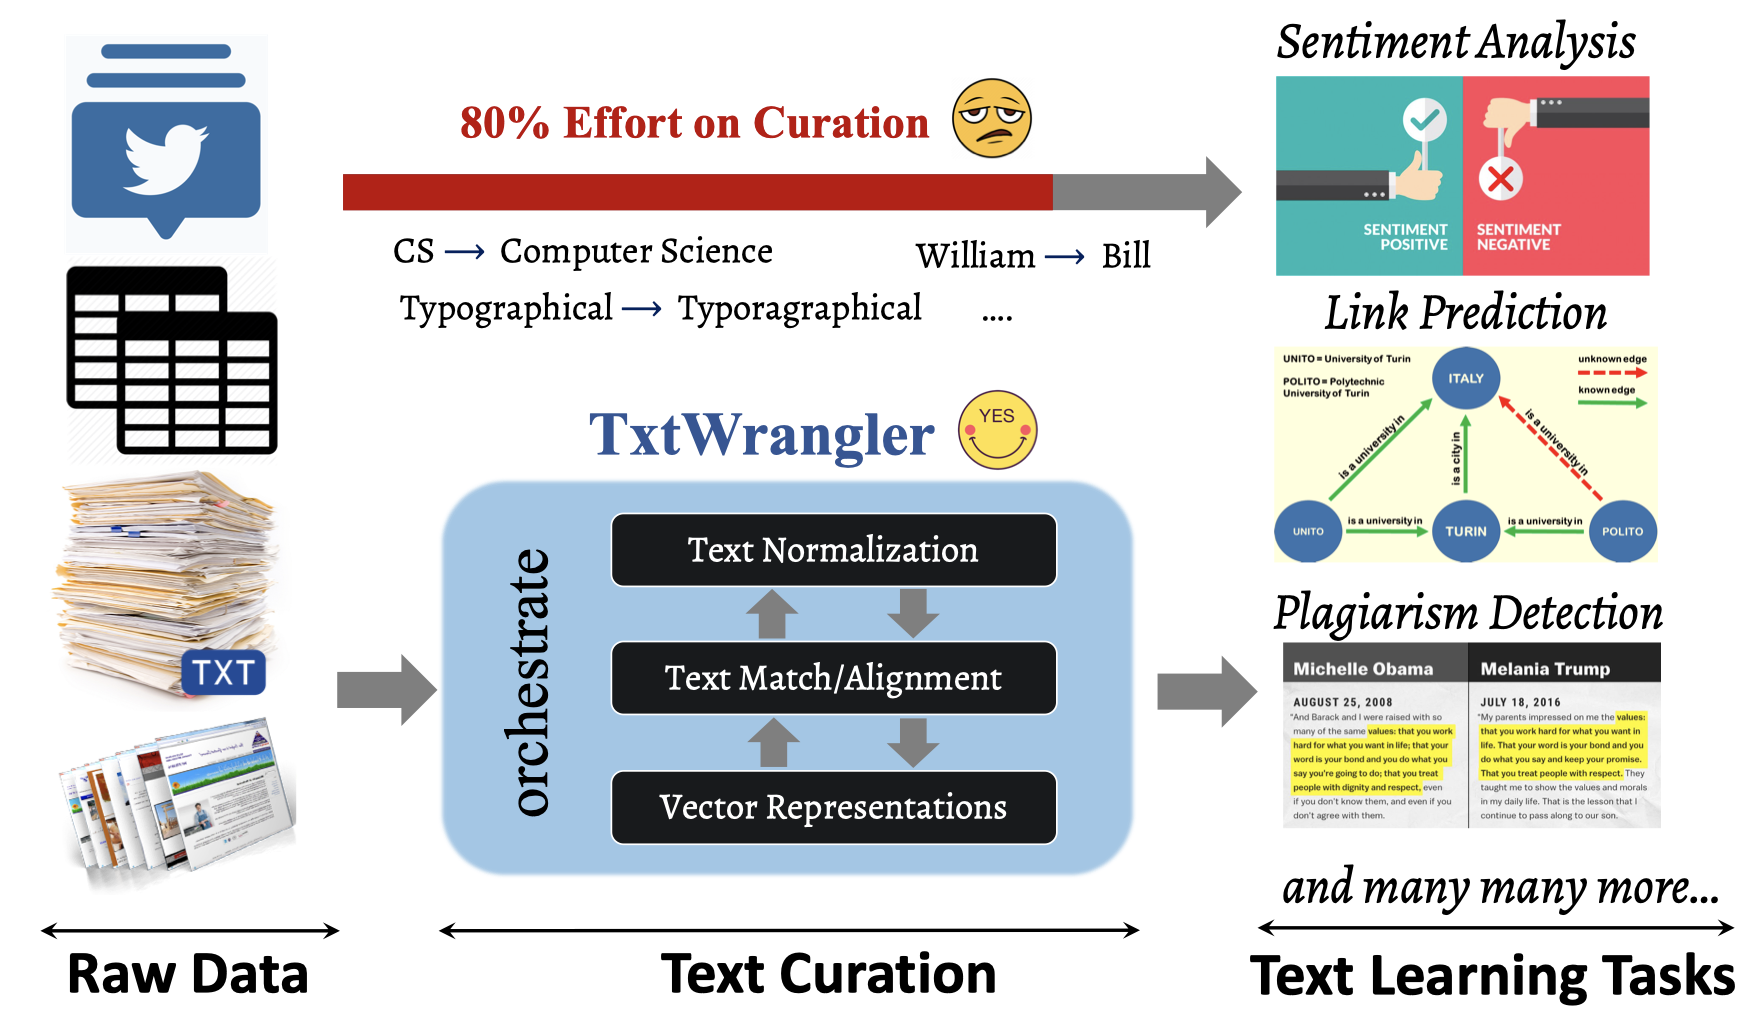 80% Effort on Curation
CS → Computer Science
William → Bill
Typographical → Typoragraphical
....
TXT
TxtWrangler
YES
orchestrate
Text Normalization
Text Match/Alignment
Vector Representations
Sentiment Analysis
SENTIMENT
POSITIVE
SENTIMENT
NEGATIVE
Link Prediction
UNITO = University of Turin
POLITO = Polytechnic
University of Turin
unknown edge
known edge
ITALY
is a university in
is a city in
is a university in
UNITO
is a university in
TURIN
is a university in
POLITO
Plagiarism Detection
Michelle Obama
AUGUST 25, 2008
"And Barack and I were raised with so
many of the same values: that you work
hard for what you want in life; that your
word is your bond and you do what you
say you're going to do; that you treat
people with dignity and respect, even
if you don't know them, and even if you
don't agree with them.
Melania Trump
JULY 18, 2016
"My parents impressed on me the values:
that you work hard for what you want in
life. That your word is your bond and you
do what you say and keep your promise.
That you treat people with respect. They
taught me to show the values and morals
in my daily life. That is the lesson that I
continue to pass along to our son.
and many many more...
Raw Data
Text Curation
Text Learning Tasks